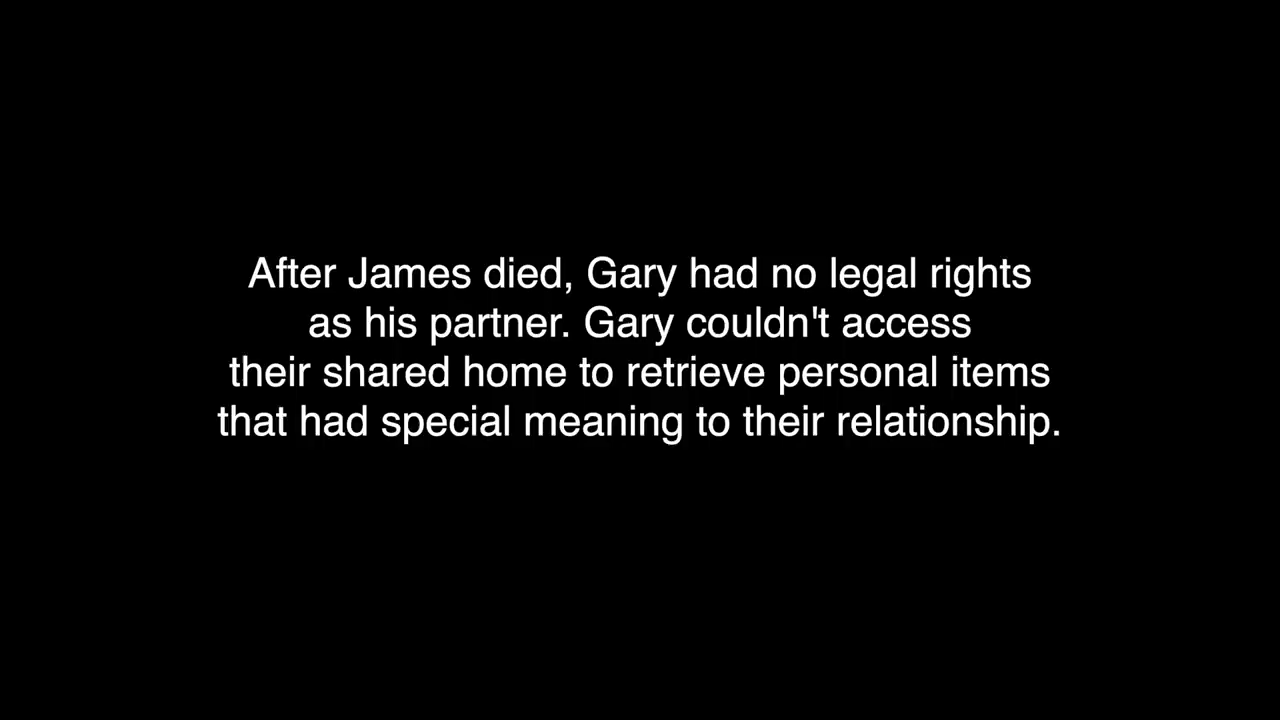 After James died, Gary had no legal rights
as his partner. Gary couldn't access
their shared home to retrieve personal items
that had special meaning to their relationship.